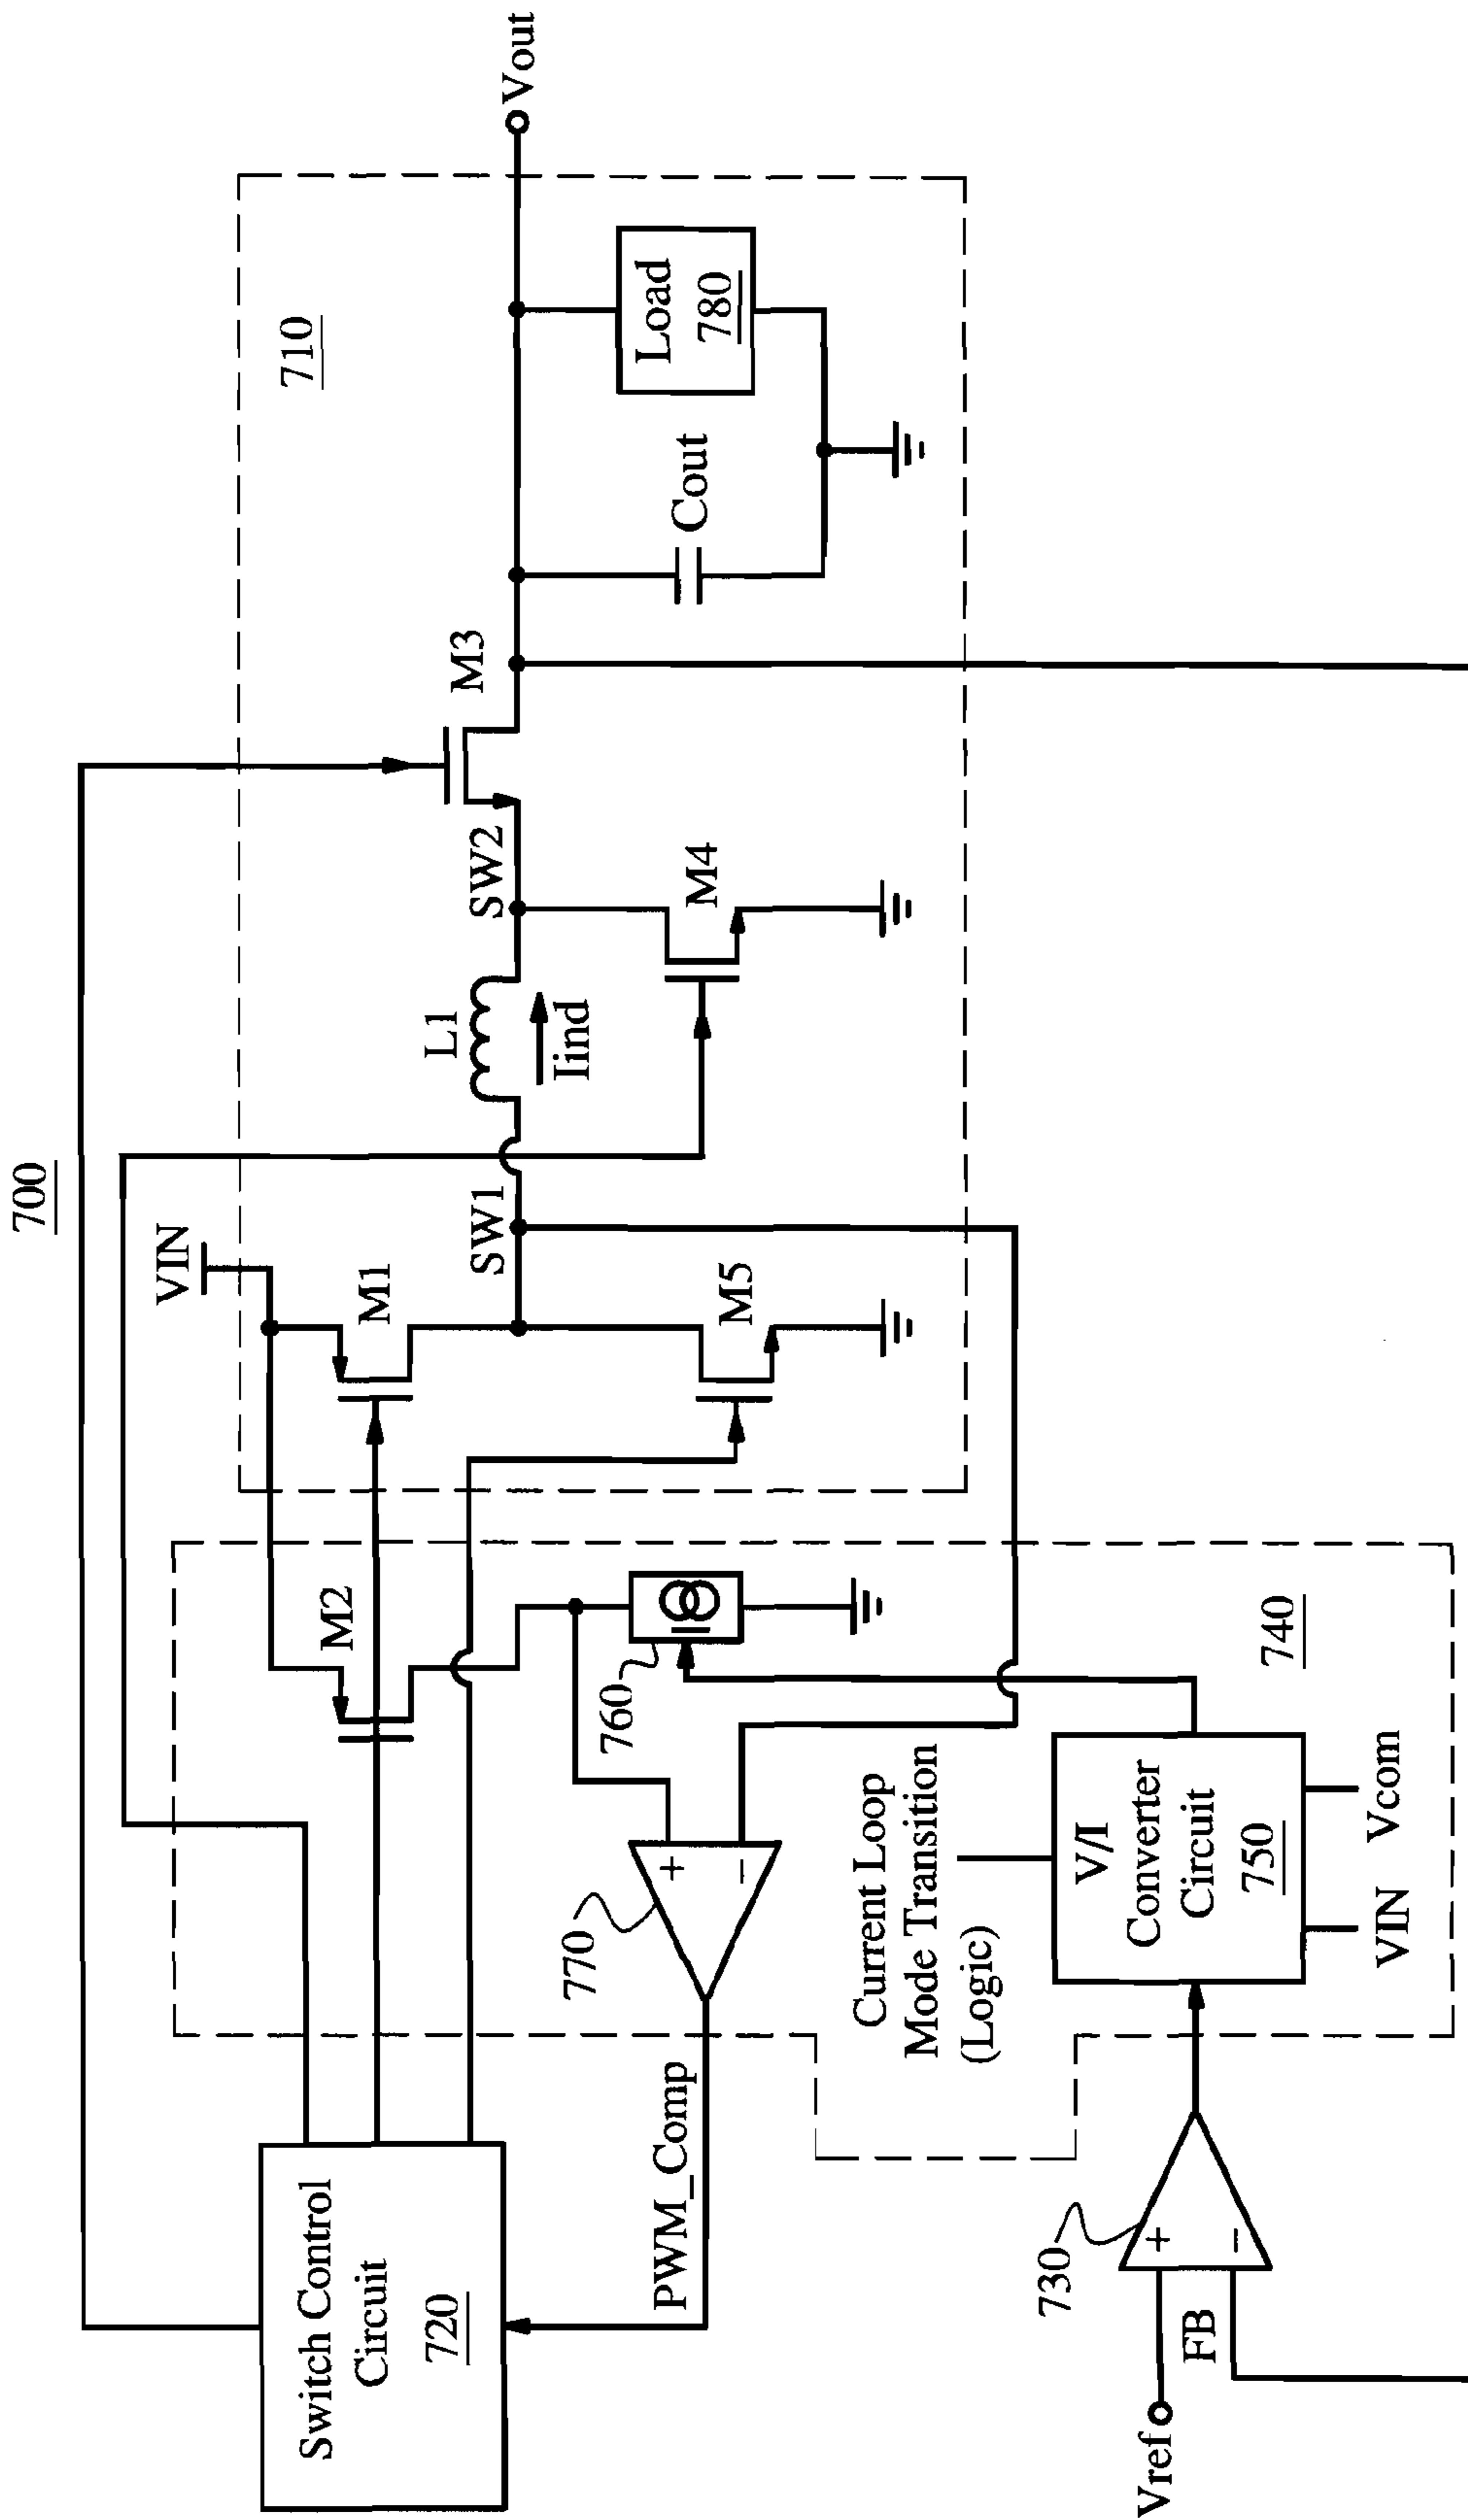 700
VIN
710
Vout
M1
SW1
L1
Iind
SW2
M3
M4
M5
Cout
Load
780
M2
760
770
Switch Control
Circuit
720
PWM_Comp
+
–
Current Loop
Mode Transition
(Logic)
740
V/I
Converter
Circuit
750
VIN
Vcom
730
+
–
Vref
FB